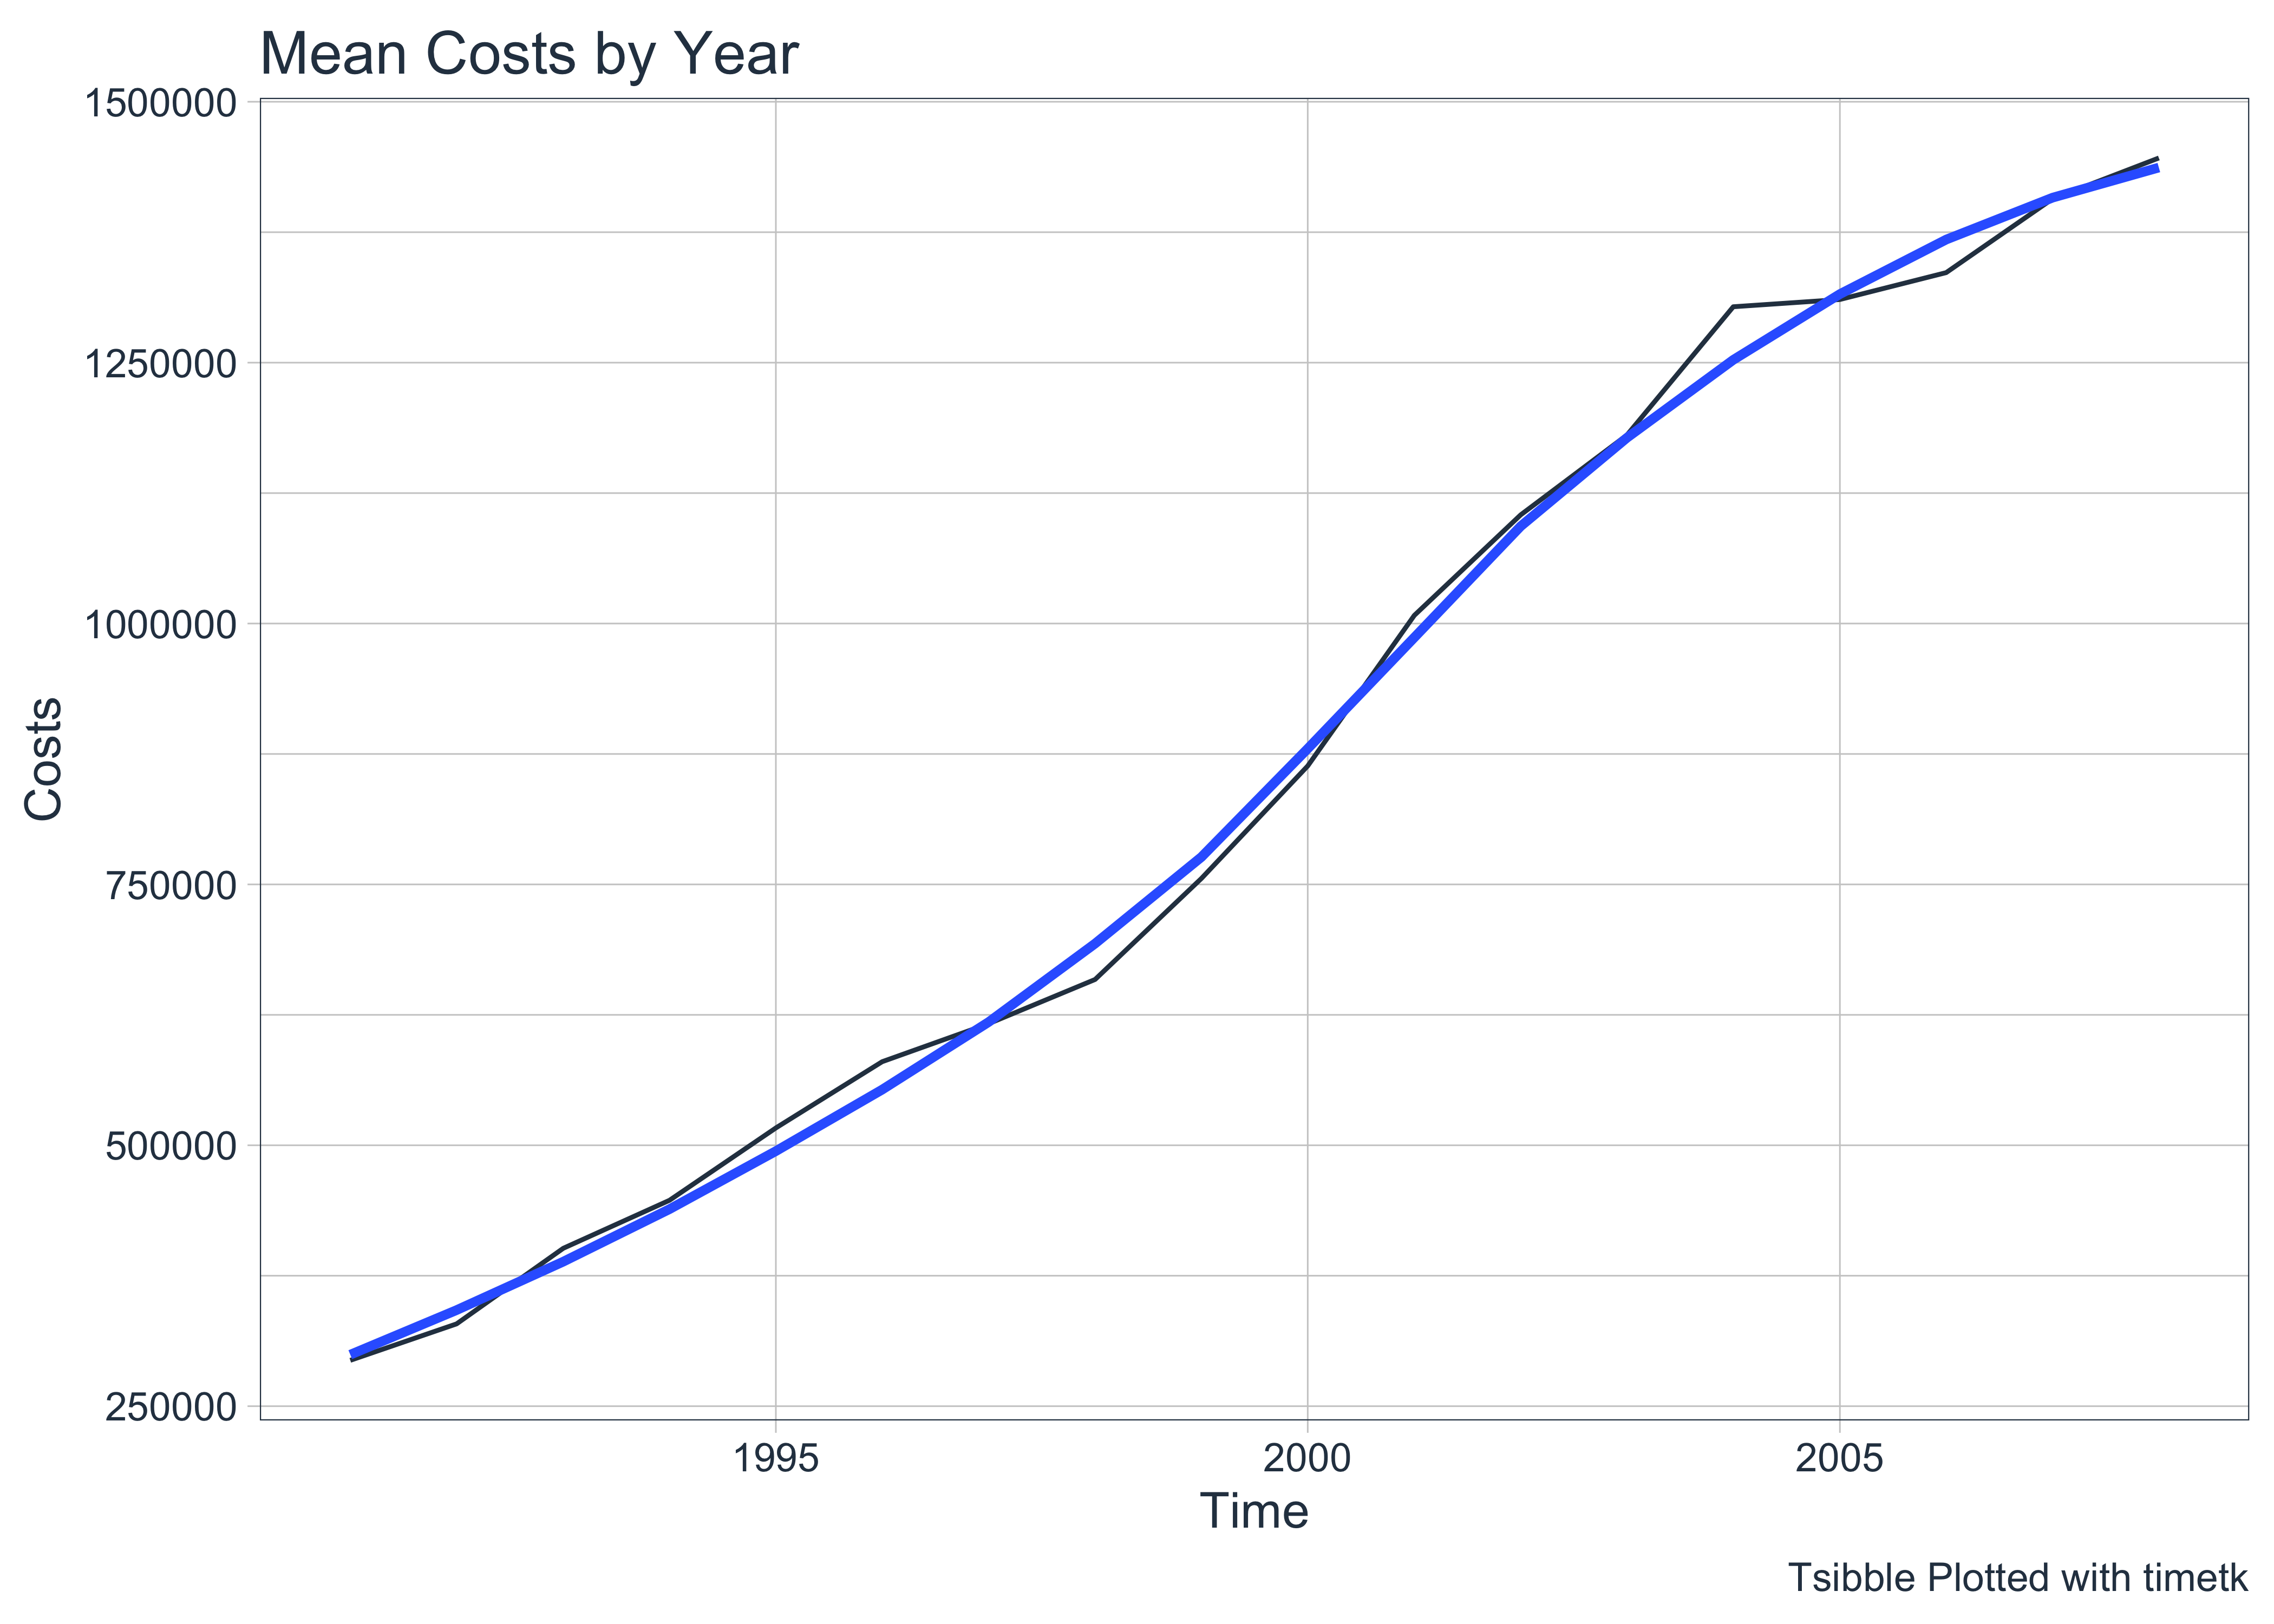 Mean Costs by Year
1500000
1250000
1000000
750000
500000
250000
Costs
1995 2000 2005
Time
Tsibble Plotted with timetk